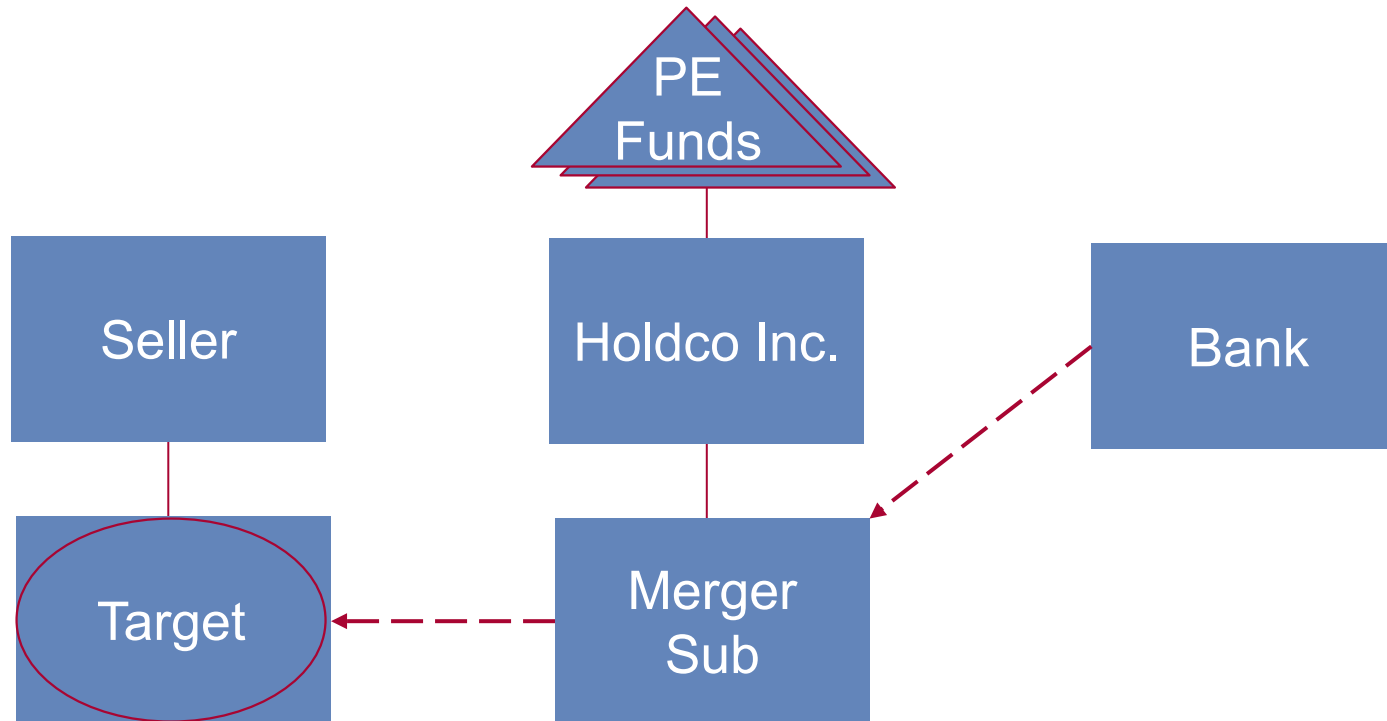 PE
Funds
Seller
Holdco Inc.
Bank
Target
Merger
Sub